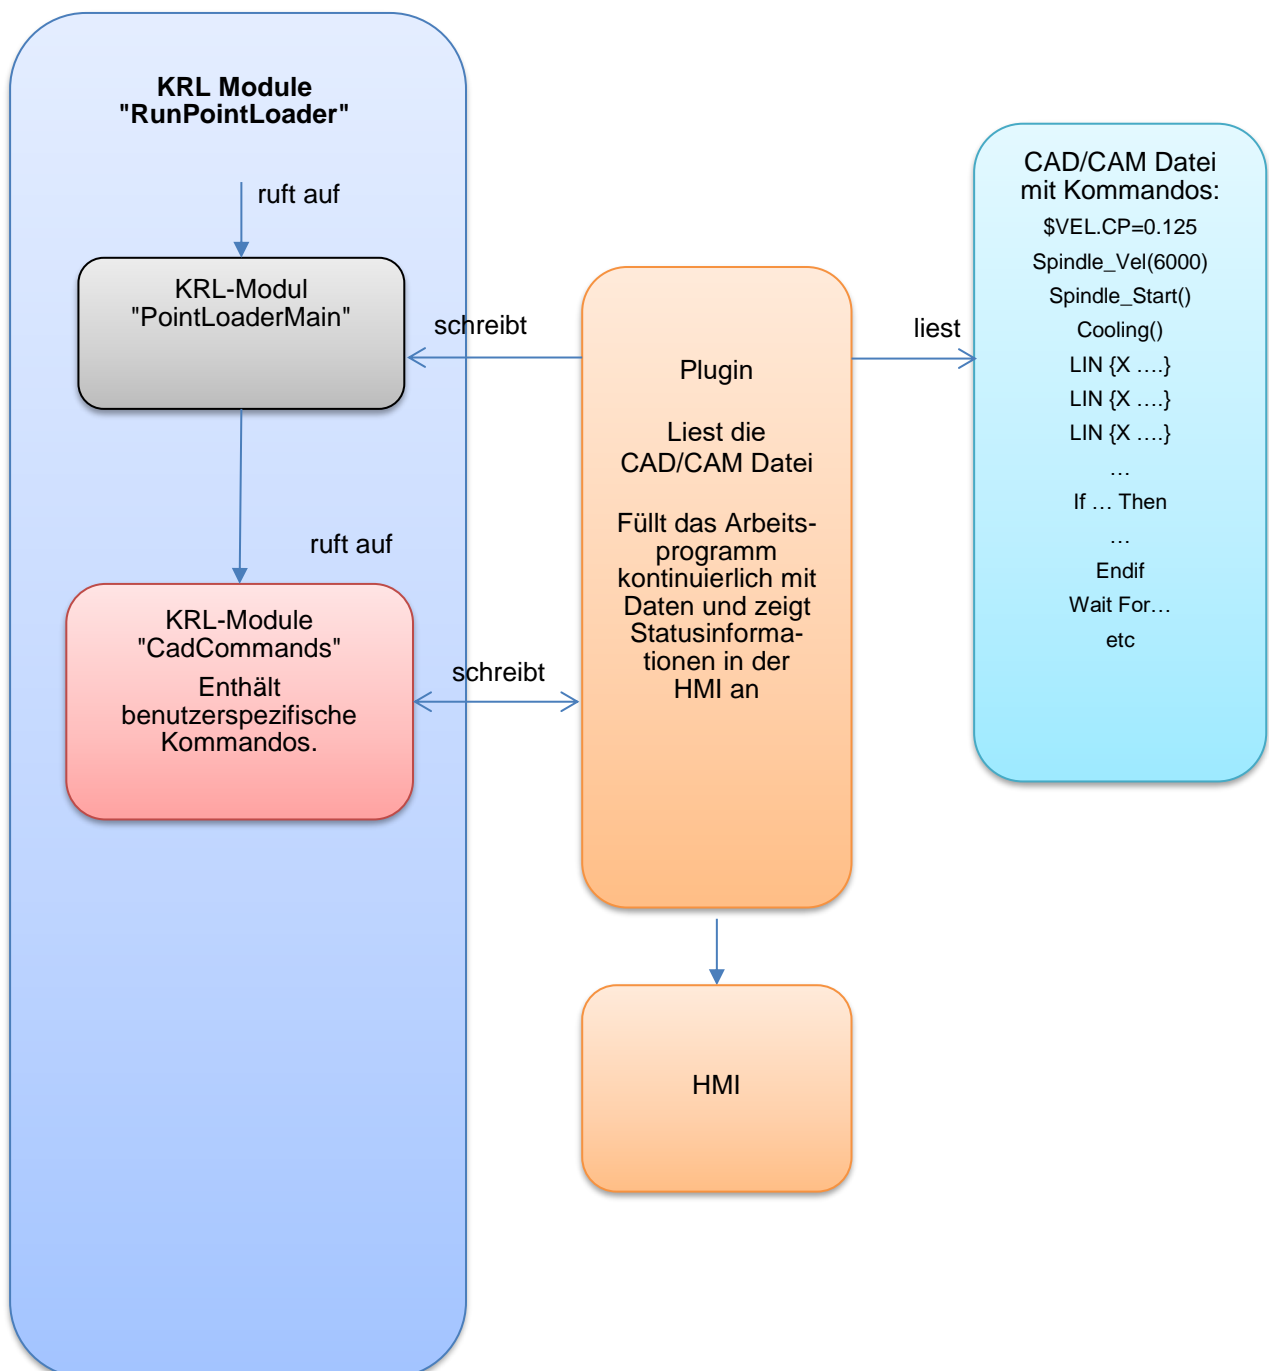 KRL Module
"RunPointLoader"
ruft auf
KRL-Modul
"PointLoaderMain"
ruft auf
KRL-Module
"CadCommands"
Enthält
benutzerspezifische
Kommandos.
schreibt
schreibt
Plugin
Liest die
CAD/CAM Datei
Füllt das Arbeits-
programm
kontinuierlich mit
Daten und zeigt
Statusinforma-
tionen in der
HMI an
HMI
liest
CAD/CAM Datei
mit Kommandos:
$VEL.CP=0.125
Spindle_Vel(6000)
Spindle_Start()
Cooling()
LIN {X ….}
LIN {X ….}
LIN {X ….}
…
If … Then
…
Endif
Wait For…
etc